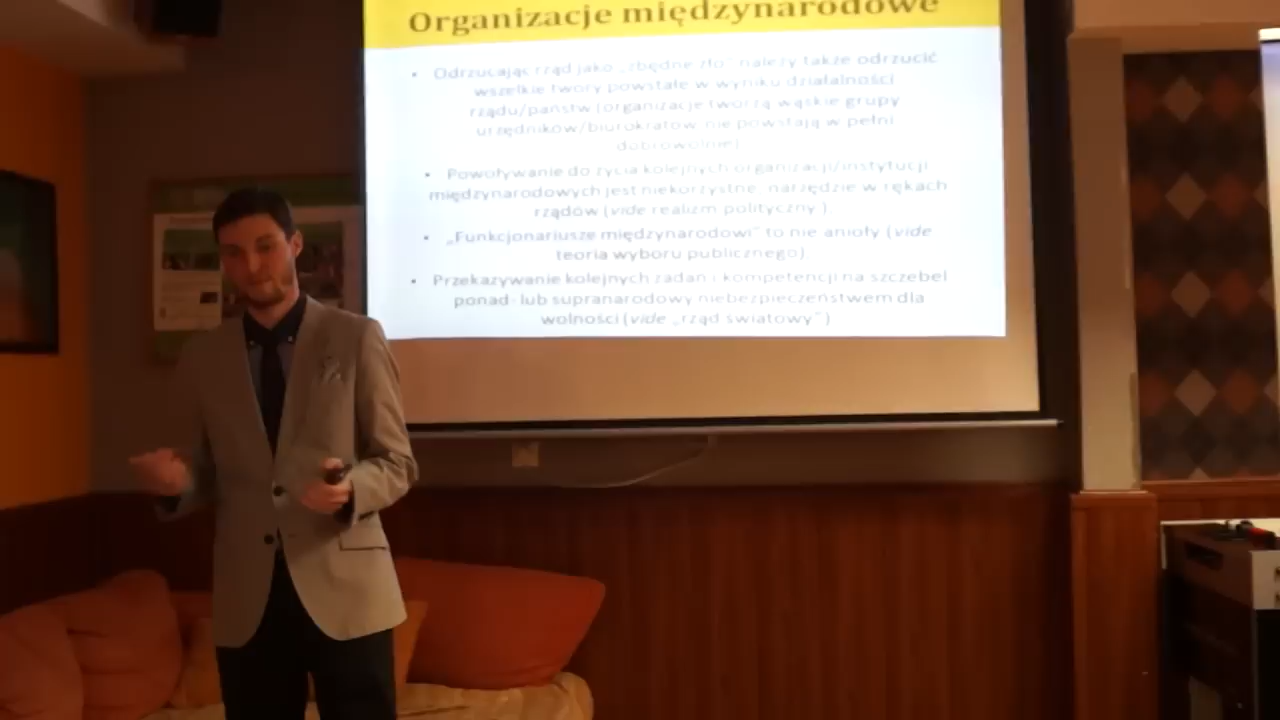 Organizacje międzynarodowe
• Odrzucając rząd jako „zbędne zło” należy także odrzucić
wszelkie twory powstałe w wyniku działalności
rządu/państw (organizacje tworzą wąskie grupy
urzędników/biurokratów nie powstają w pełni
dobrowolnie)
• Powoływanie do życia kolejnych organizacji/instytucji
międzynarodowych jest niekorzystne narzędzie w rękach
rządów (vide realizm polityczny ).
• „Funkcjonariusze międzynarodowi” to nie anioły (vide
teoria wyboru publicznego)
• Przekazywanie kolejnych zadań i kompetencji na szczebel
ponad- lub supranarodowy niebezpieczeństwem dla
wolności (vide „rząd światowy”)